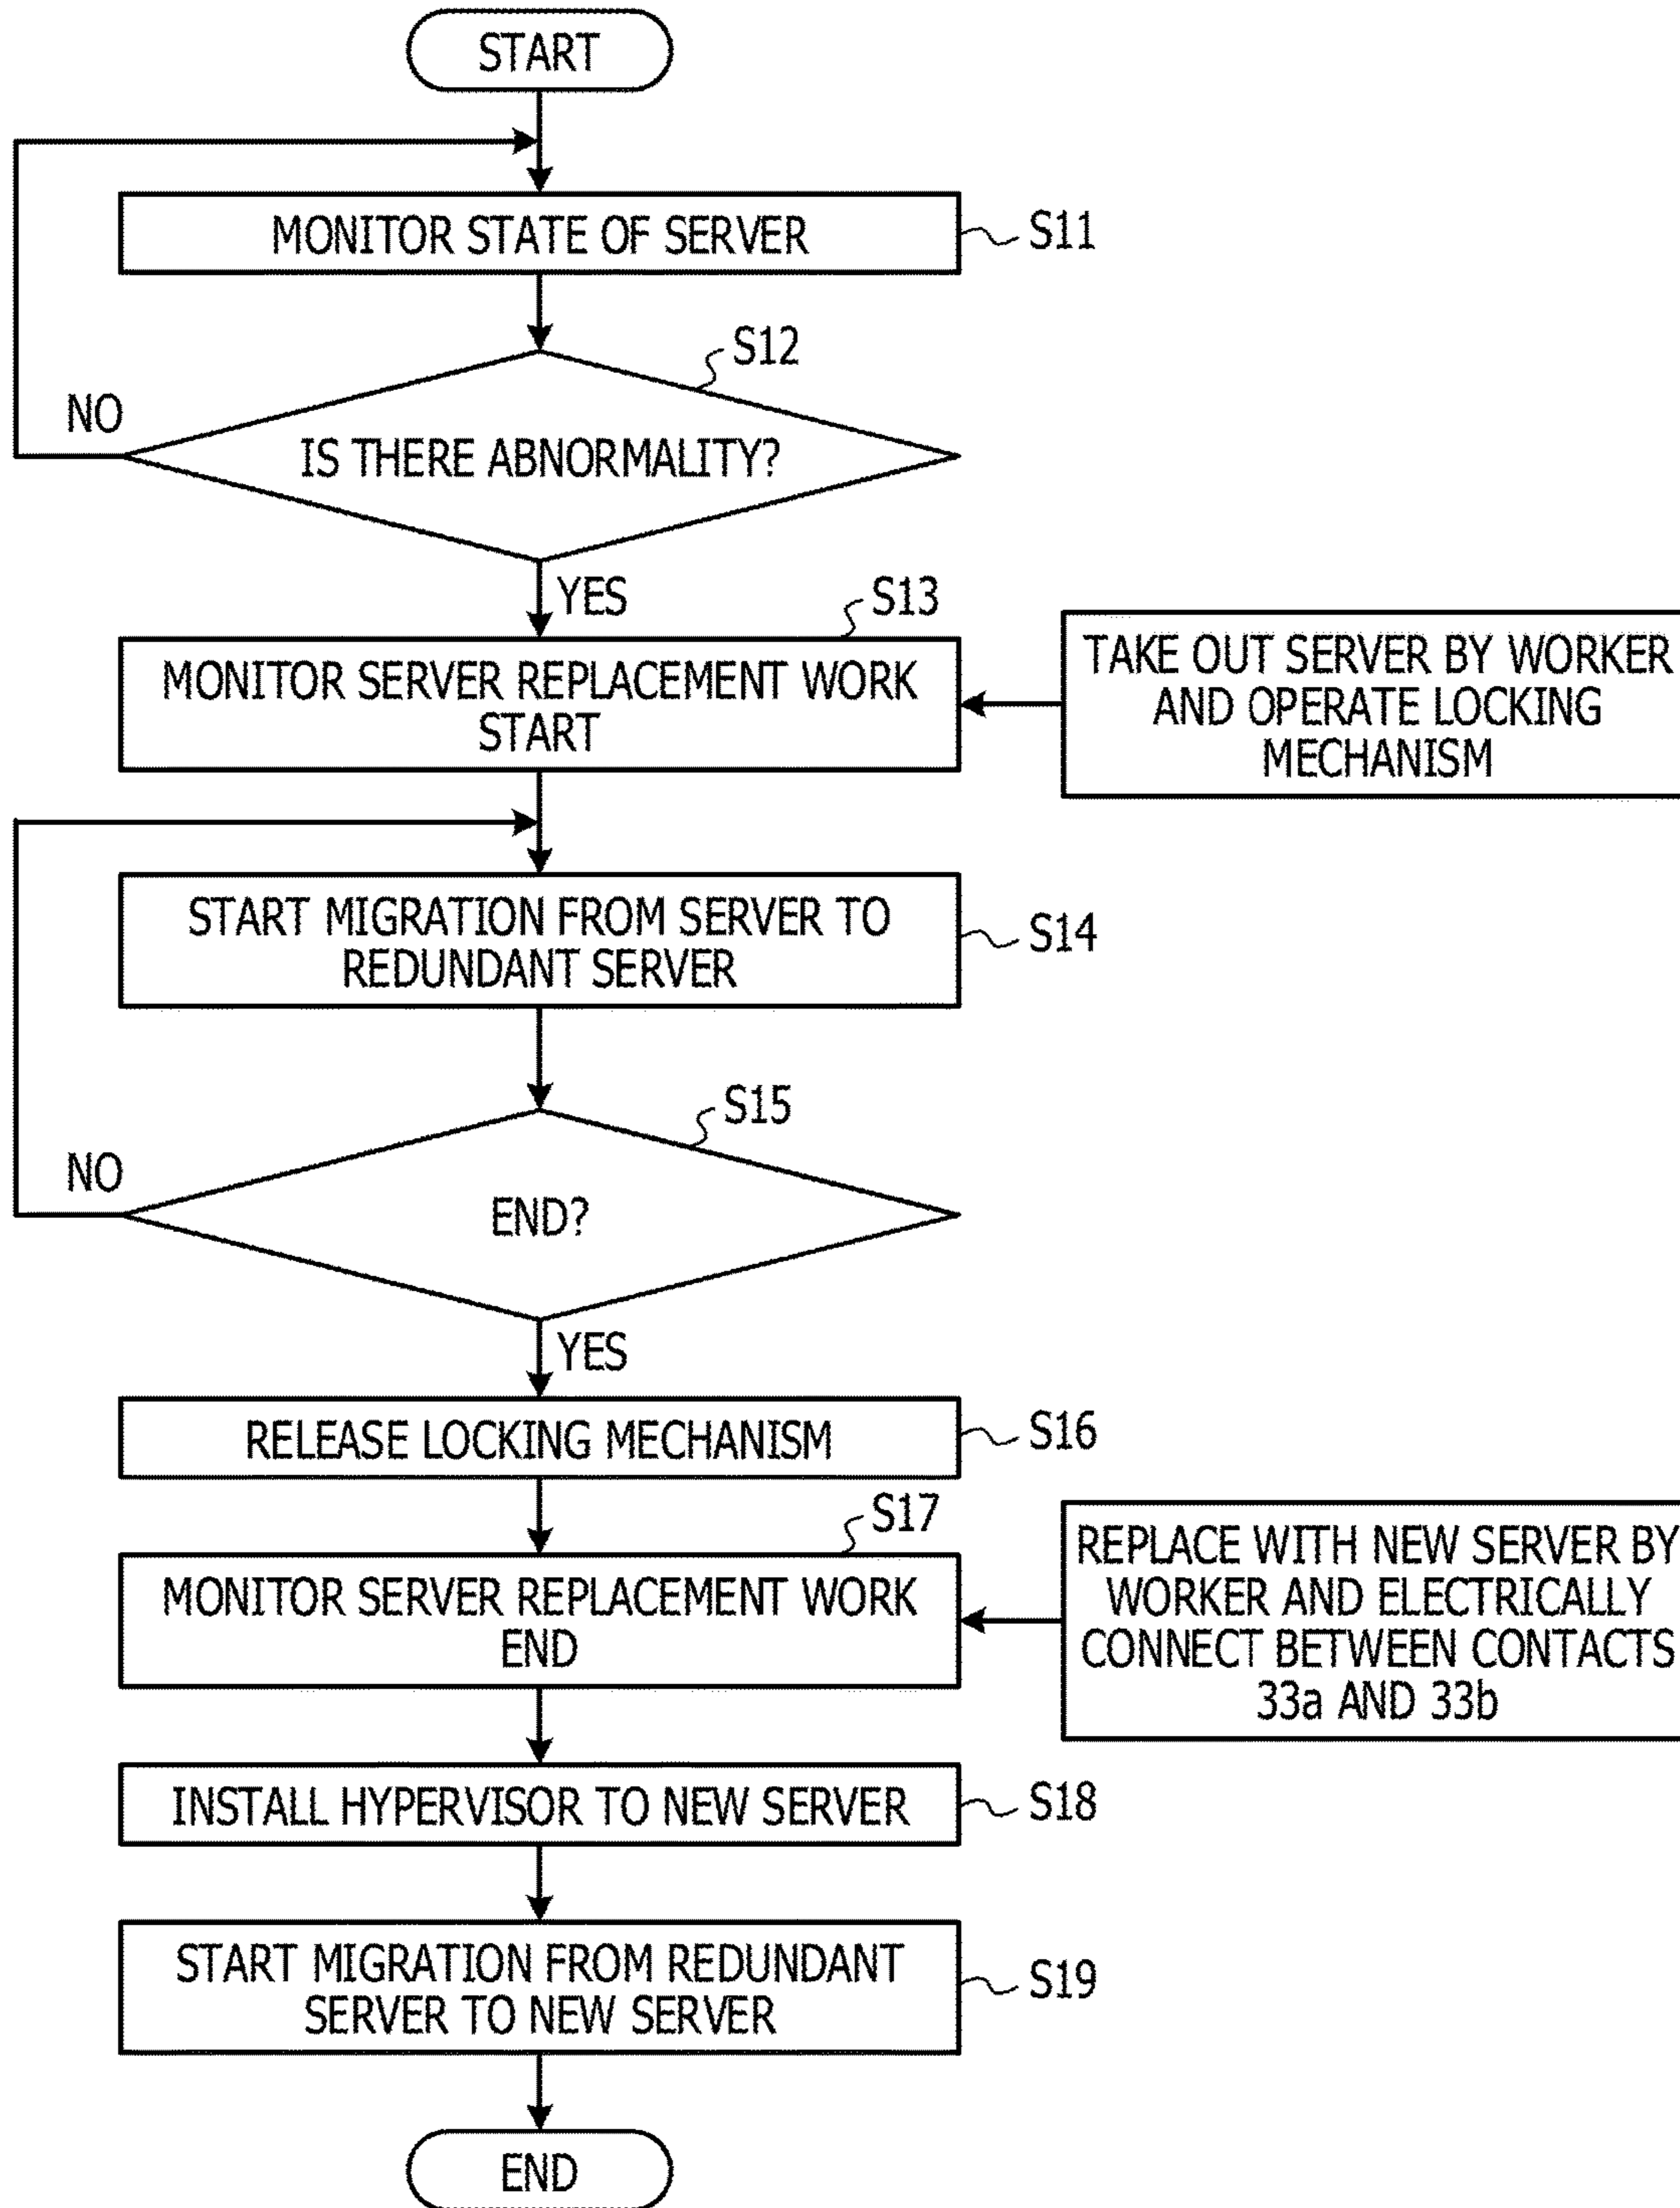 START
MONITOR STATE OF SERVER
S11
S12
NO
IS THERE ABNORMALITY?
YES
S13
MONITOR SERVER REPLACEMENT WORK
START
TAKE OUT SERVER BY WORKER
AND OPERATE LOCKING
MECHANISM
START MIGRATION FROM SERVER TO
REDUNDANT SERVER
S14
S15
NO
END?
YES
RELEASE LOCKING MECHANISM
S16
S17
MONITOR SERVER REPLACEMENT WORK
END
REPLACE WITH NEW SERVER BY
WORKER AND ELECTRICALLY
CONNECT BETWEEN CONTACTS
33a AND 33b
INSTALL HYPERVISOR TO NEW SERVER
S18
START MIGRATION FROM REDUNDANT
SERVER TO NEW SERVER
S19
END